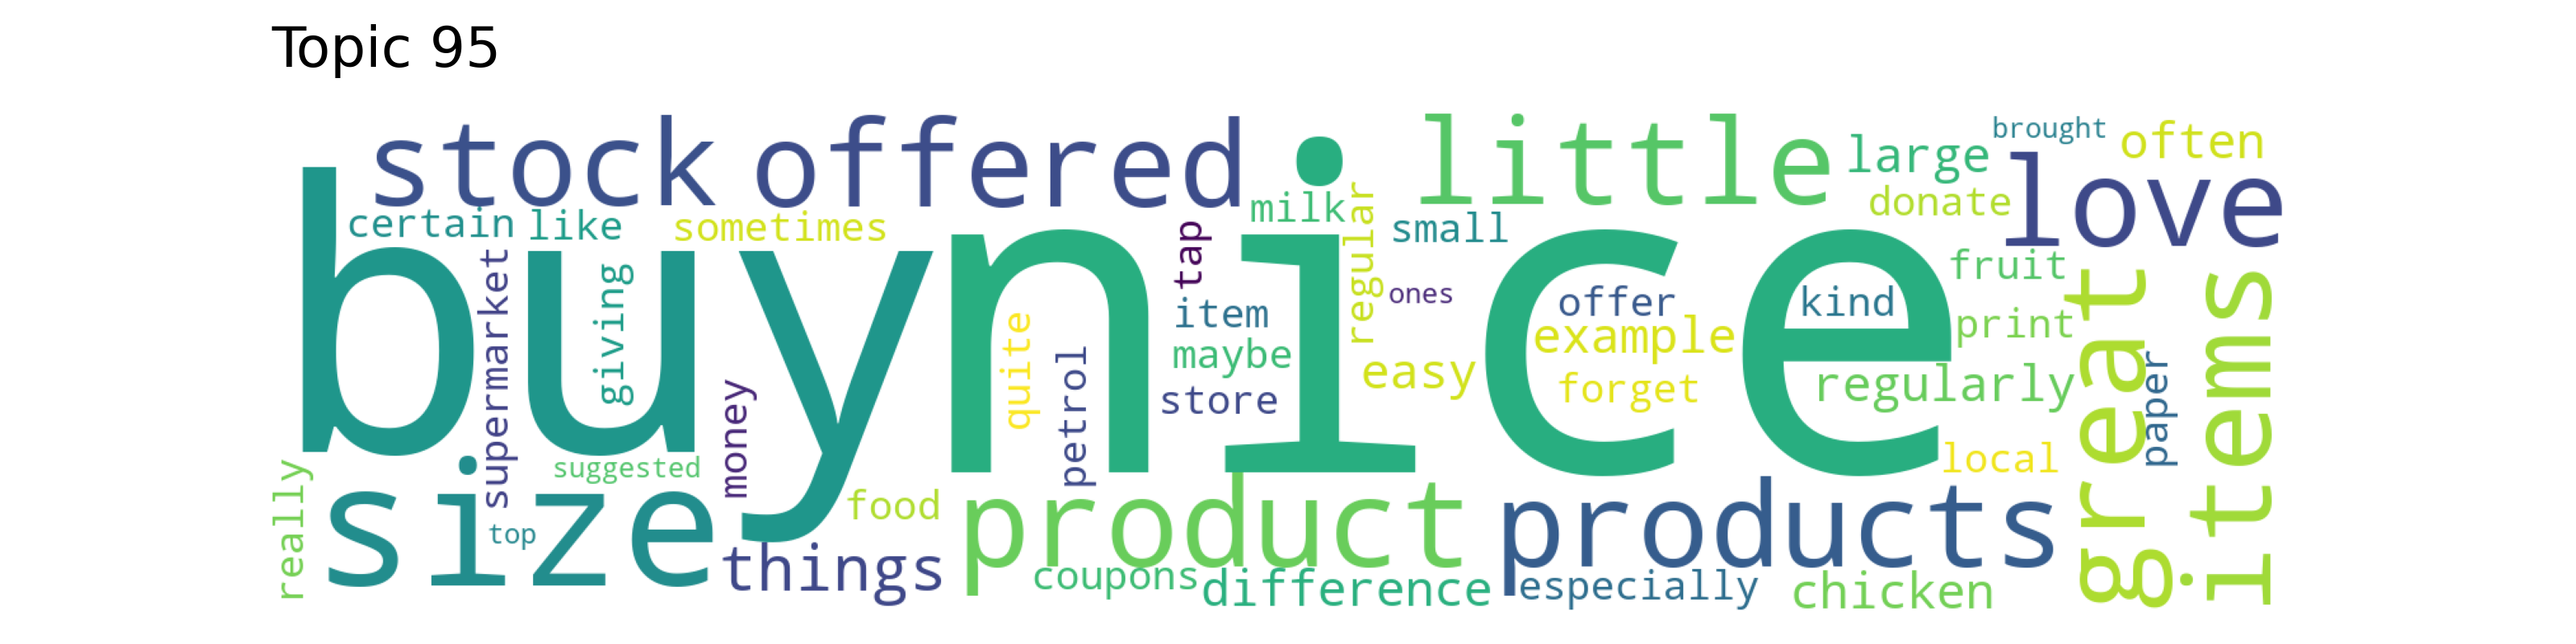 Topic 95
stock offered little large brought often
love
certain like sometimes milk regular small donate
buy nice
supermarket giving tap ones offer kind fruit
item example print
quite maybe easy forget regularly great items
money petrol store paper
local
really size suggested food product products
top
things coupons difference especially chicken